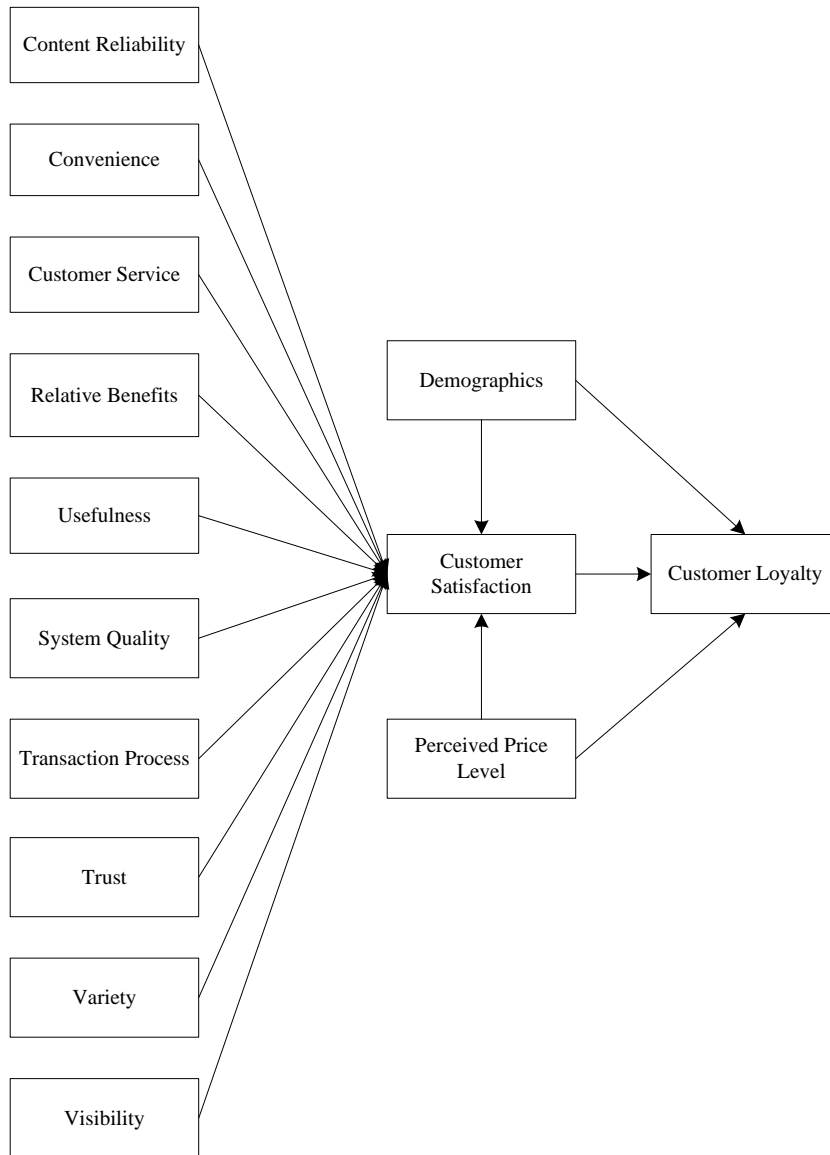 Content Reliability
Convenience
Customer Service
Relative Benefits
Usefulness
System Quality
Transaction Process
Trust
Variety
Visibility
Demographics
Customer
Satisfaction
Perceived Price
Level
Customer Loyalty